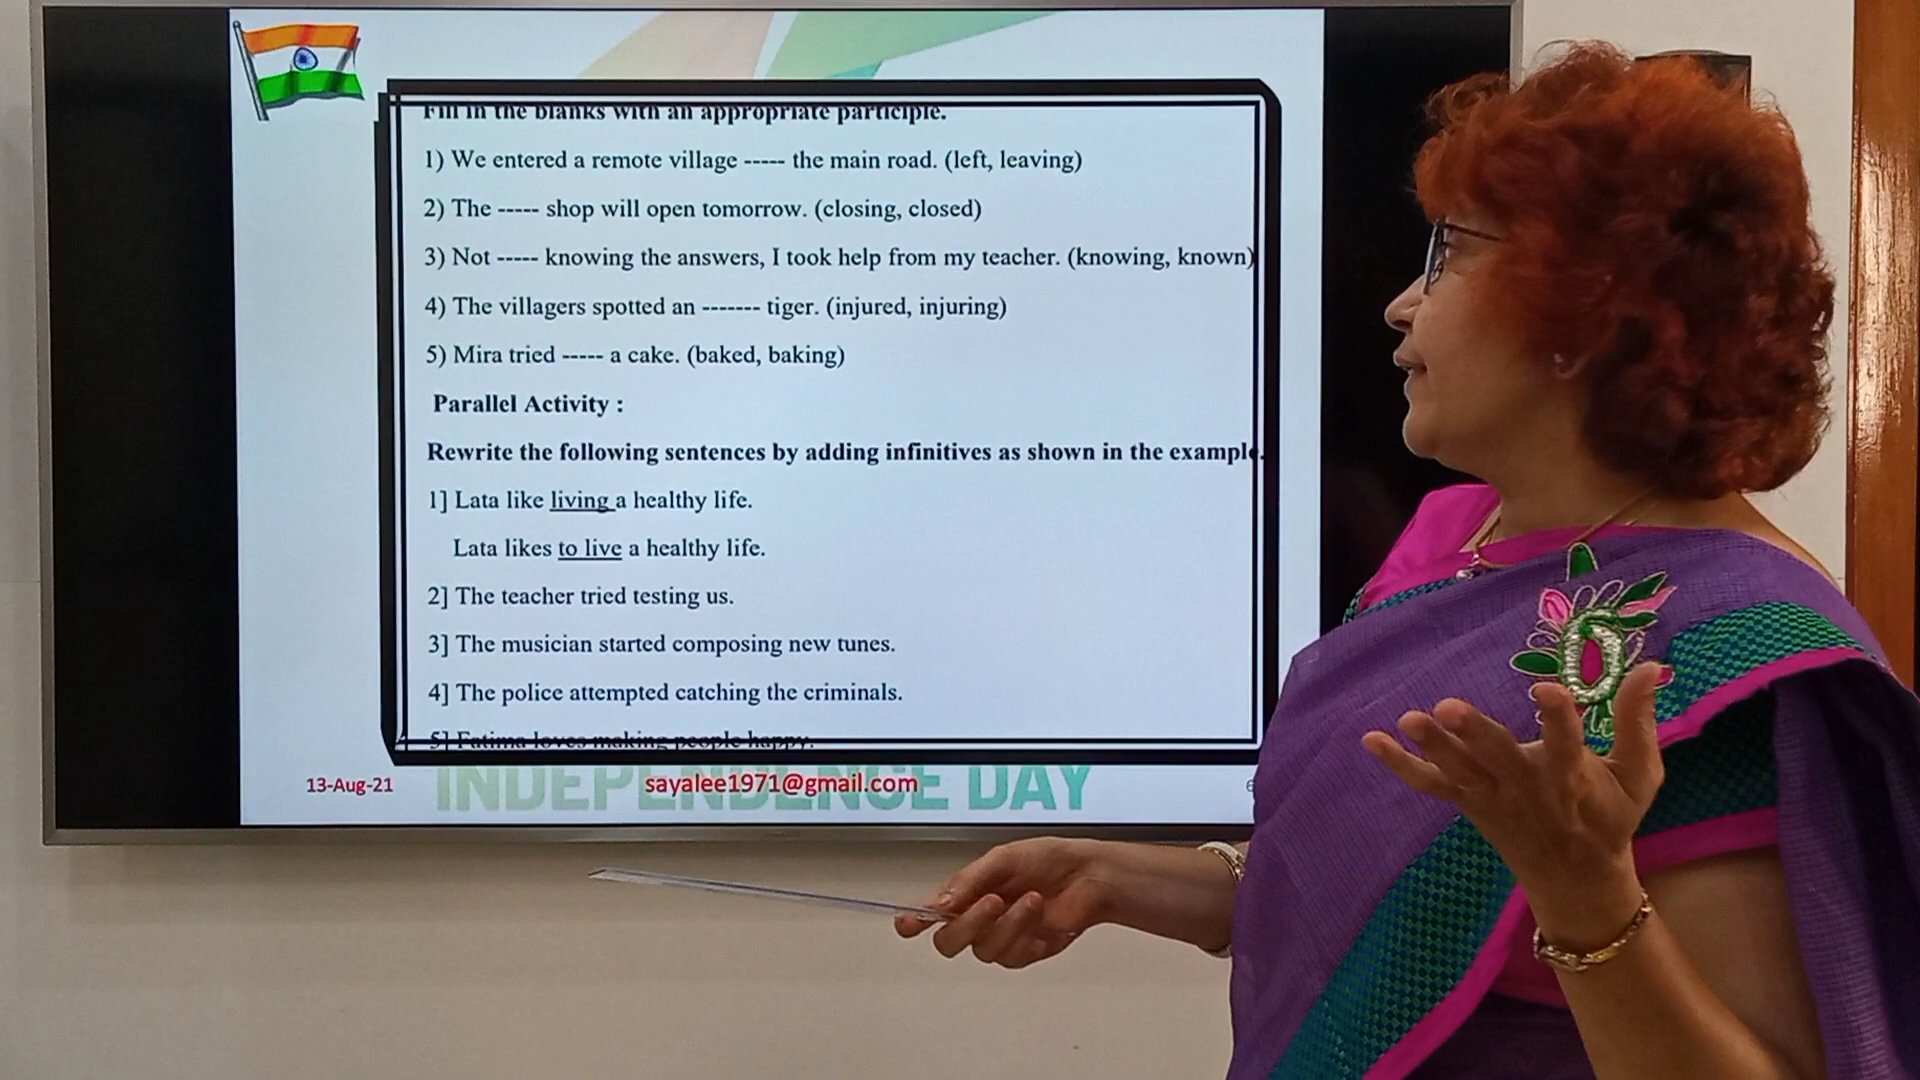 Fill in the blanks with an appropriate participle.
1) We entered a remote village ----- the main road. (left, leaving)
2) The ----- shop will open tomorrow. (closing, closed)
3) Not ----- knowing the answers, I took help from my teacher. (knowing, known)
4) The villagers spotted an ------- tiger. (injured, injuring)
5) Mira tried ----- a cake. (baked, baking)
Parallel Activity :
Rewrite the following sentences by adding infinitives as shown in the example.
1] Lata like living a healthy life.
Lata likes to live a healthy life.
2] The teacher tried testing us.
3] The musician started composing new tunes.
4] The police attempted catching the criminals.
5] Fatima loves making people happy.
13-Aug-21 sayalee1971@gmail.com 6
INDEPENDENCE DAY